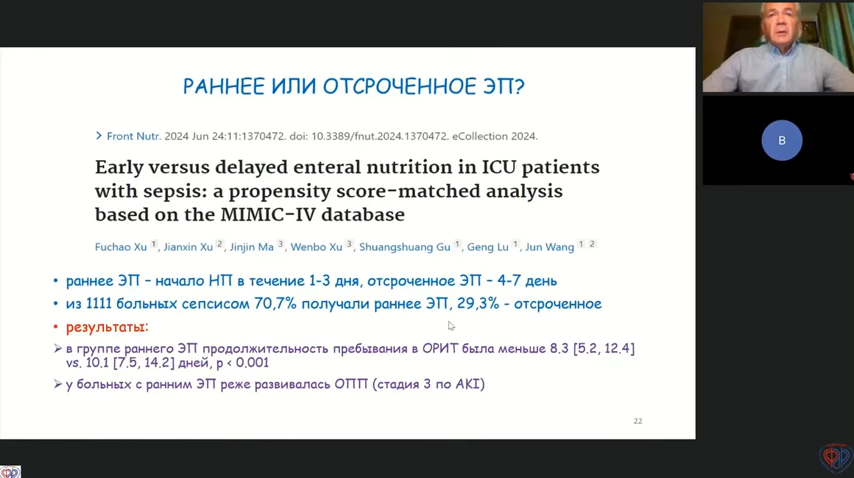 РАННЕЕ ИЛИ ОТСРОЧЕННОЕ ЭП?
> Front Nutr. 2024 Jun 24:11:1370472. doi: 10.3389/fnut.2024.1370472. eCollection 2024.
Early versus delayed enteral nutrition in ICU patients
with sepsis: a propensity score-matched analysis
based on the MIMIC-IV database
Fuchao Xu 1, Jianxin Xu 2, Jinjin Ma 3, Wenbo Xu 3, Shuangshuang Gu 1, Geng Lu 1, Jun Wang 1 2
• раннее ЭП – начало НП в течение 1-3 дня, отсроченное ЭП – 4-7 день
• из 1111 больных сепсисом 70,7% получали раннее ЭП, 29,3% - отсроченное
• результаты:
➢ в группе раннего ЭП продолжительность пребывания в ОРИТ была меньше 8.3 [5.2, 12.4]
vs. 10.1 [7.5, 14.2] дней, p < 0.001
➢ у больных с ранним ЭП реже развивалась ОПП (стадия 3 по AKI)
22
В